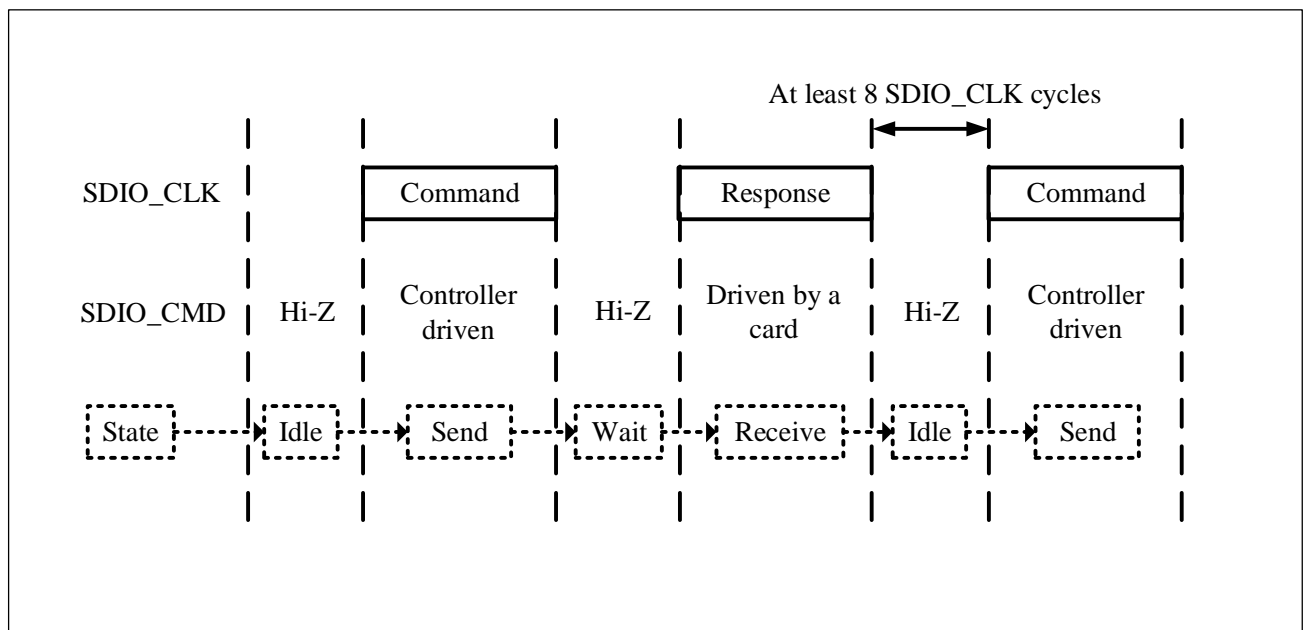 At least 8 SDIO_CLK cycles
SDIO_CLK Command Response Command
SDIO_CMD Hi-Z Controller driven Hi-Z Driven by a card Hi-Z Controller driven
State Idle Send Wait Receive Idle Send